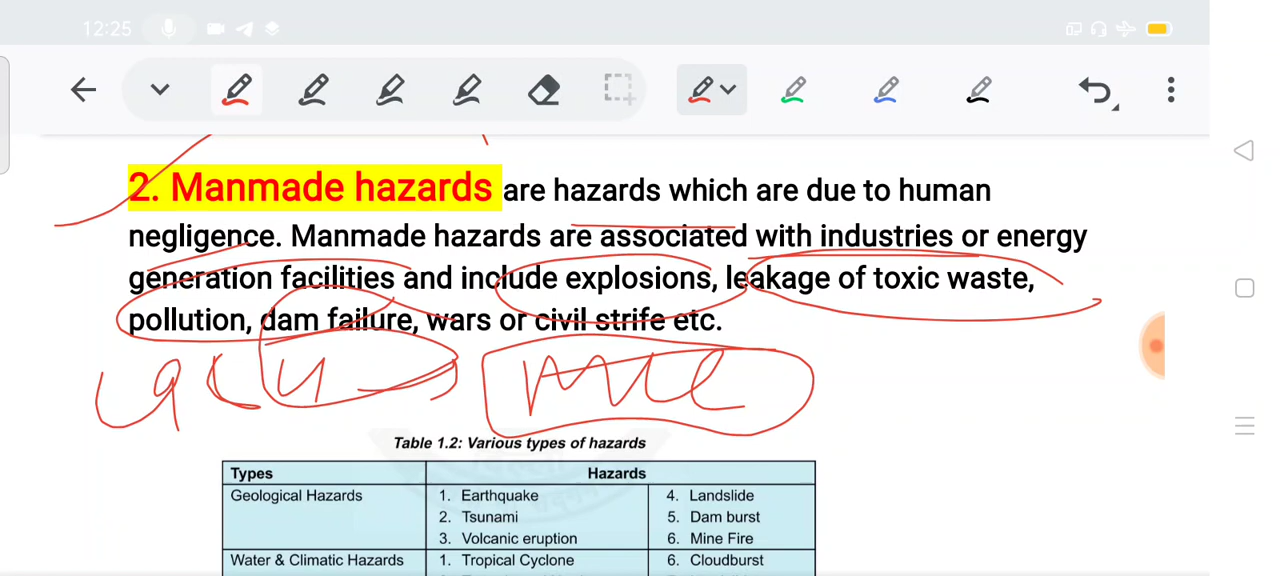 12:25
2. Manmade hazards are hazards which are due to human
negligence. Manmade hazards are associated with industries or energy
generation facilities and include explosions, leakage of toxic waste,
pollution, dam failure, wars or civil strife etc.
Table 1.2: Various types of hazards
Types Hazards
Geological Hazards 1. Earthquake 4. Landslide
2. Tsunami 5. Dam burst
3. Volcanic eruption 6. Mine Fire
Water & Climatic Hazards 1. Tropical Cyclone 6. Cloudburst